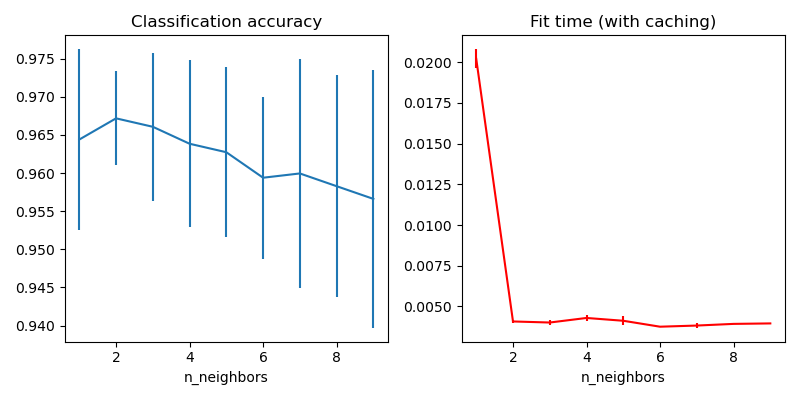 Classification accuracy
0.975
0.970
0.965
0.960
0.955
0.950
0.945
0.940
2 4 6 8
n_neighbors
Fit time (with caching)
0.0200
0.0175
0.0150
0.0125
0.0100
0.0075
0.0050
2 4 6 8
n_neighbors